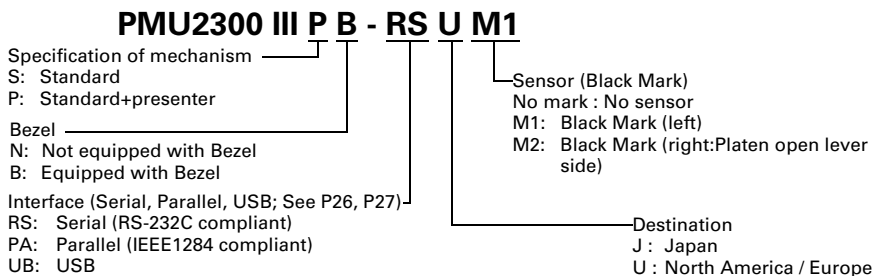 PMU2300 III P B - RS U M1
Specification of mechanism
S: Standard
P: Standard+presenter
Bezel
N: Not equipped with Bezel
B: Equipped with Bezel
Interface (Serial, Parallel, USB; See P26, P27)
RS: Serial (RS-232C compliant)
PA: Parallel (IEEE1284 compliant)
UB: USB
Sensor (Black Mark)
No mark : No sensor
M1: Black Mark (left)
M2: Black Mark (right:Platen open lever
side)
Destination
J : Japan
U : North America / Europe